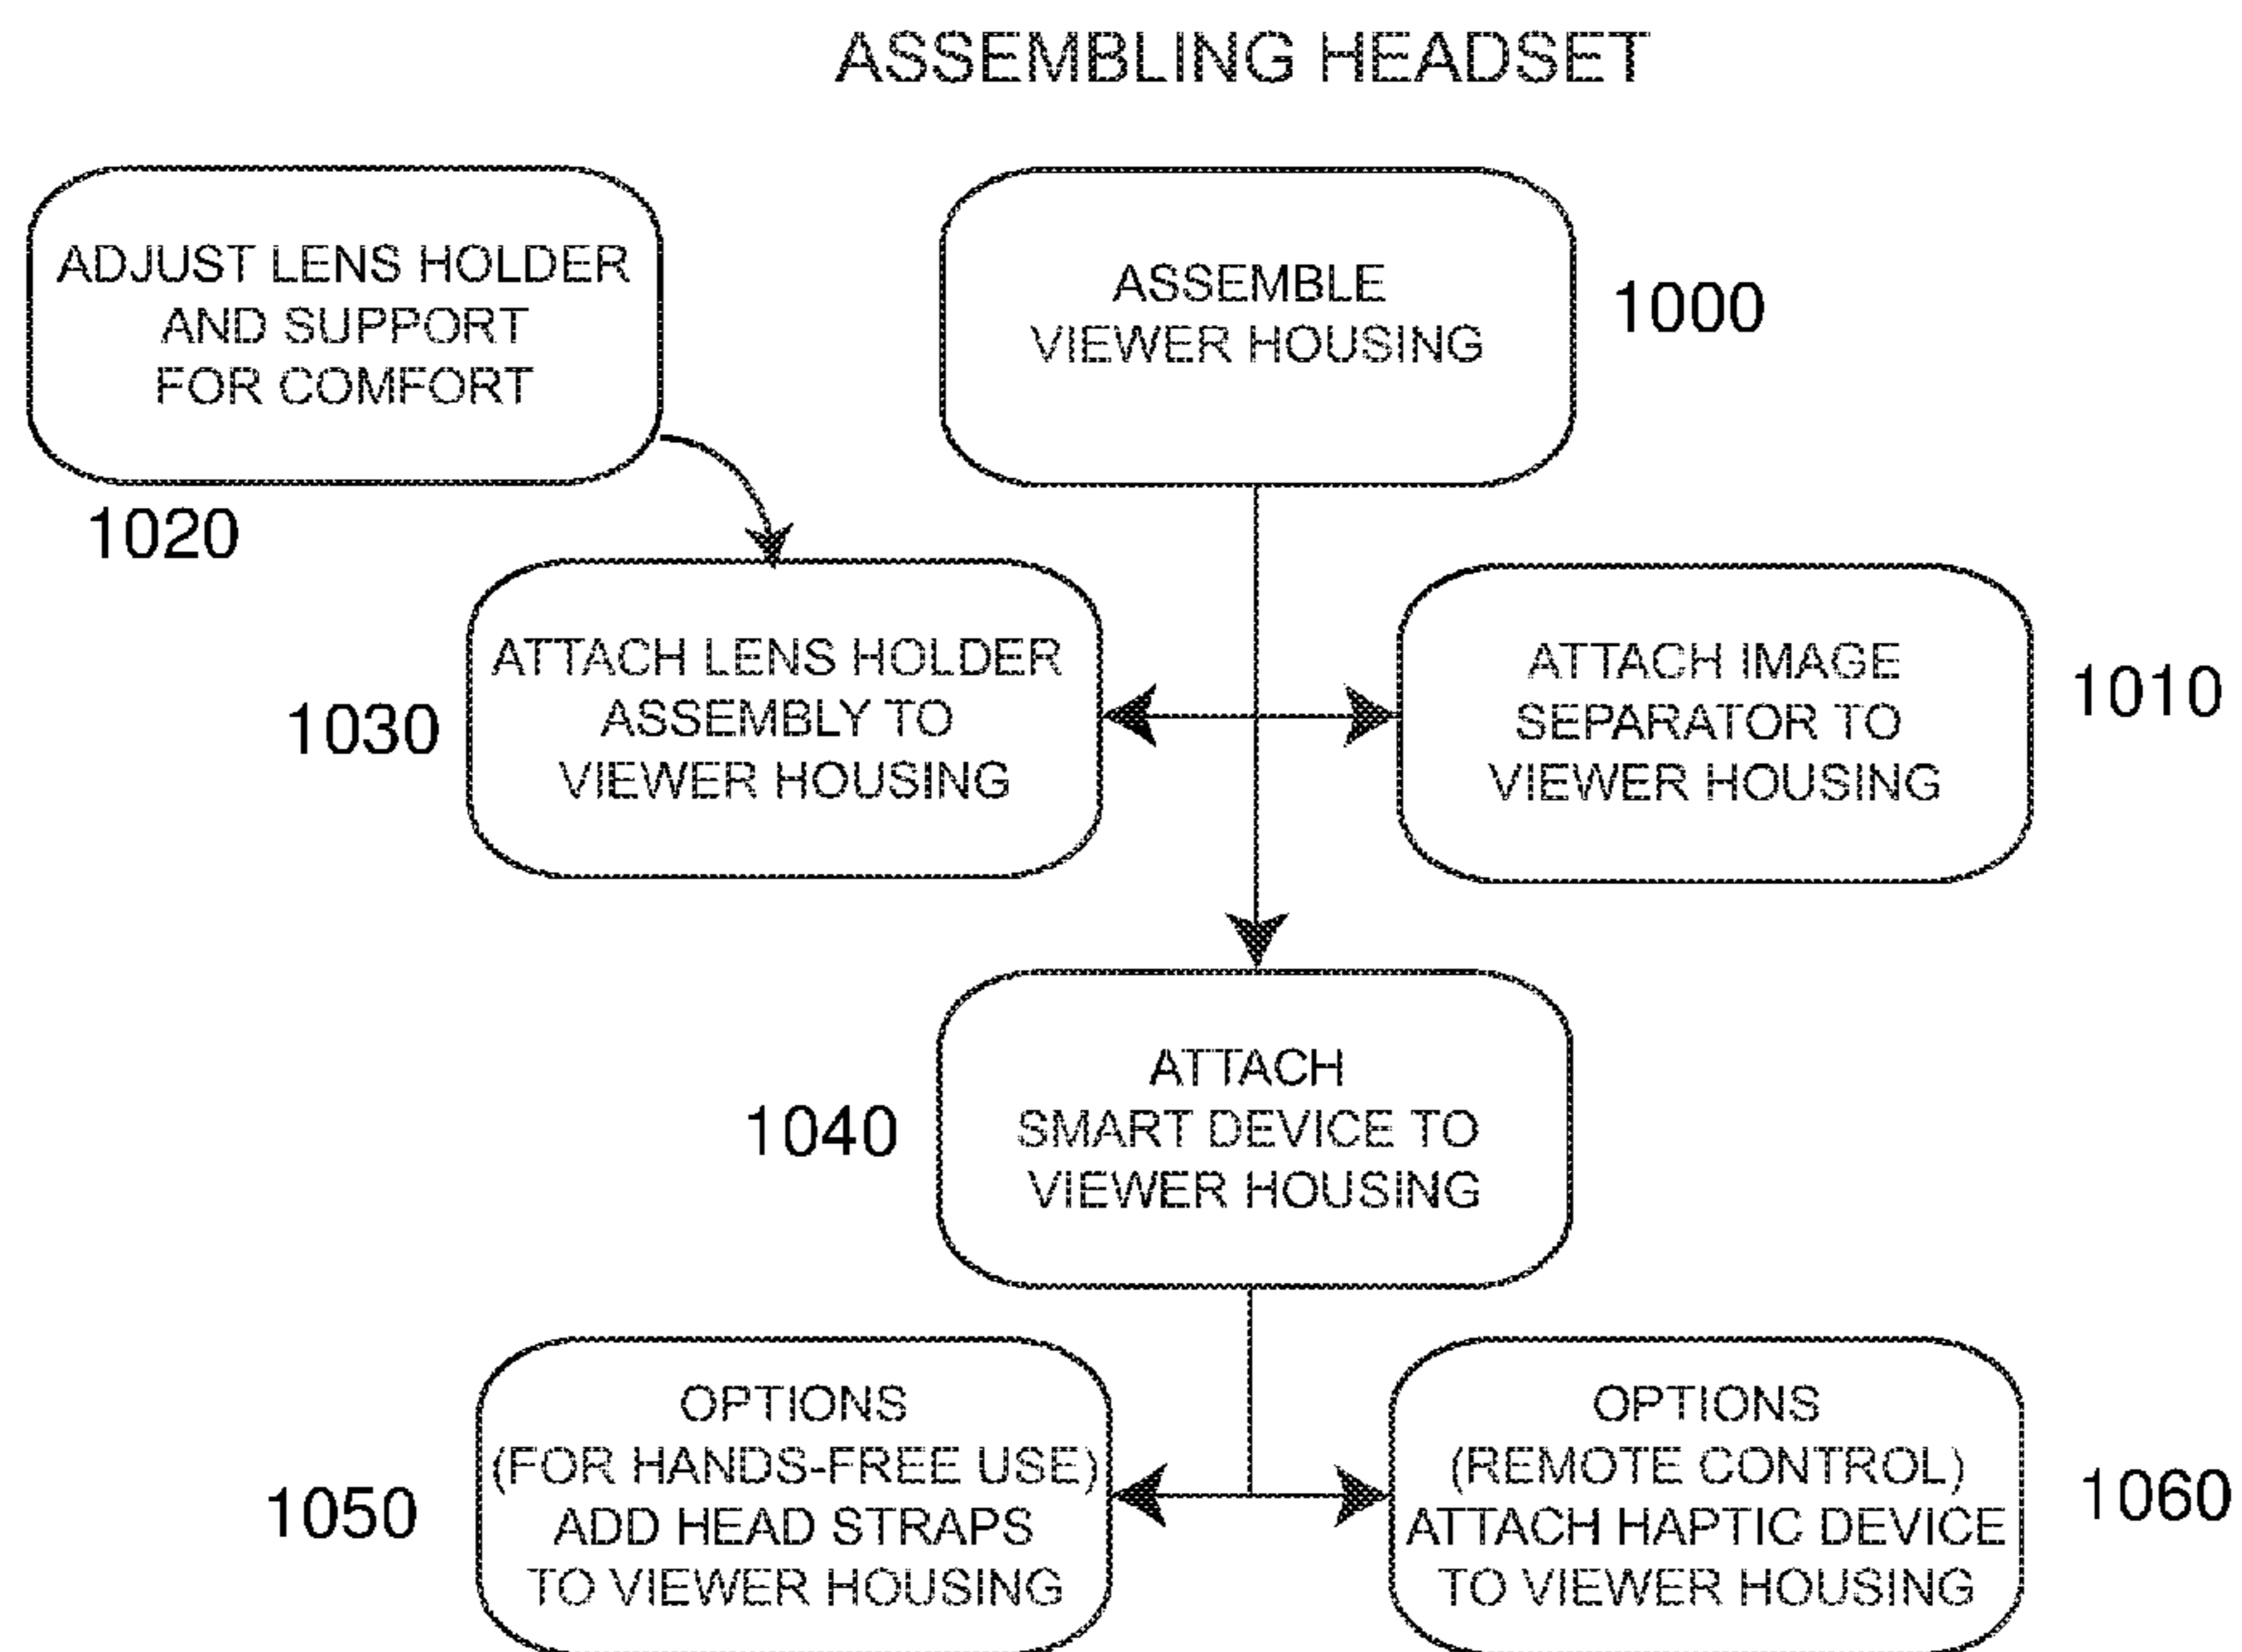 ASSEMBLING HEADSET
ADJUST LENS HOLDER
AND SUPPORT
FOR COMFORT
1020
ASSEMBLE
VIEWER HOUSING
1000
ATTACH LENS HOLDER
ASSEMBLY TO
VIEWER HOUSING
1030
ATTACH IMAGE
SEPARATOR TO
VIEWER HOUSING
1010
ATTACH
SMART DEVICE TO
VIEWER HOUSING
1040
OPTIONS
(FOR HANDS-FREE USE)
ADD HEAD STRAPS
TO VIEWER HOUSING
1050
OPTIONS
(REMOTE CONTROL)
ATTACH HAPTIC DEVICE
TO VIEWER HOUSING
1060